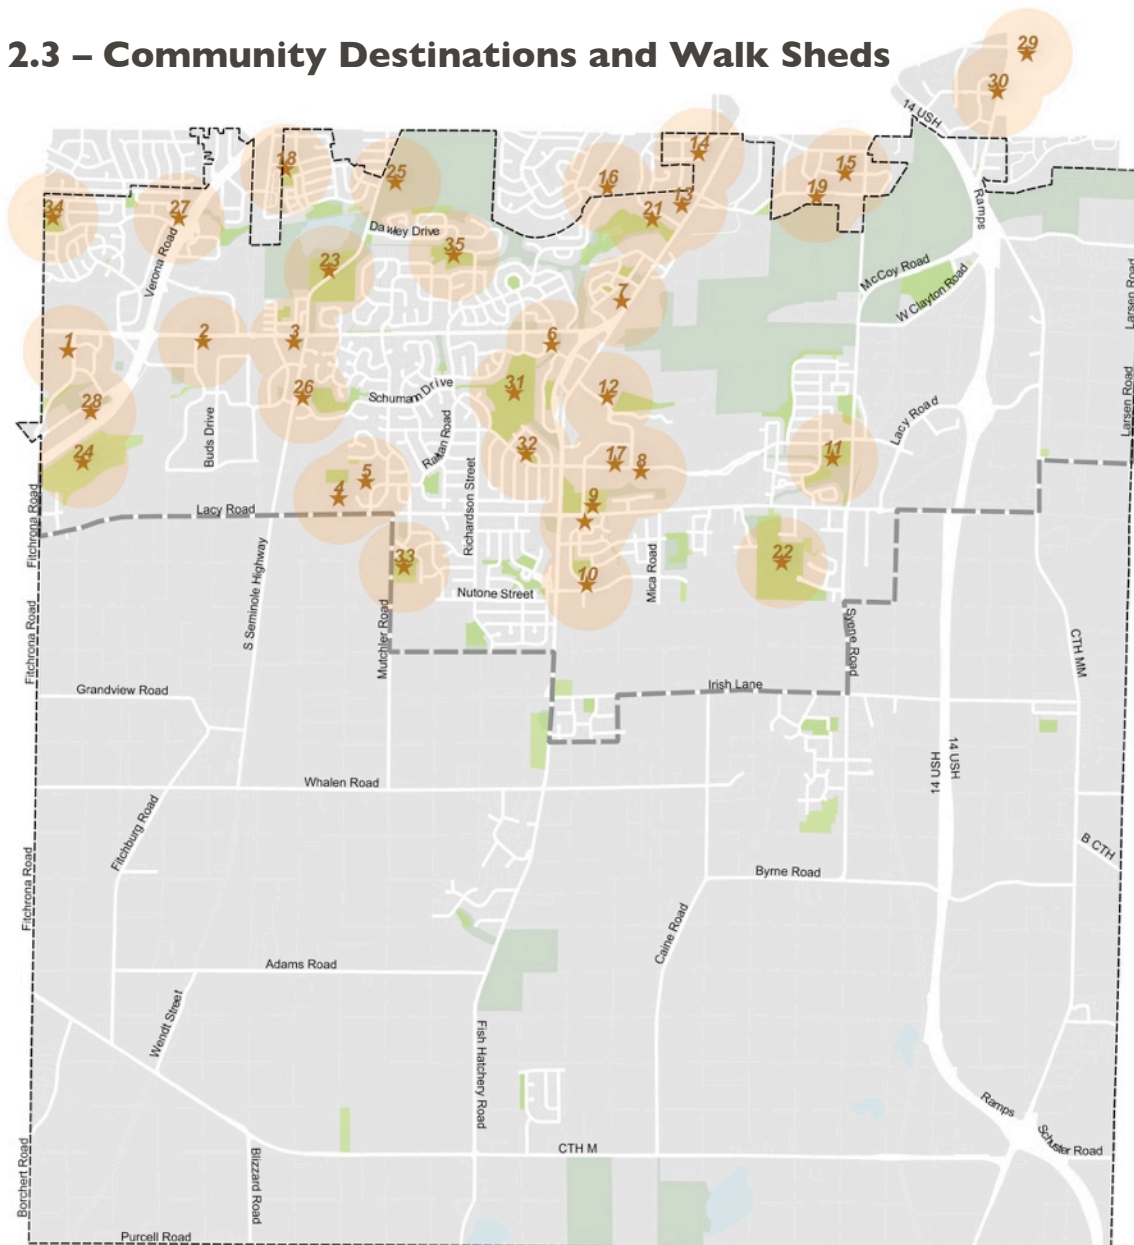 2.3 – Community Destinations and Walk Sheds
29
30
14 USH
14
18
25
16
15
19
13
21
34
27
Ramps
Dawley Drive
35
23
Verona Road
McCoy Road
W Clayton Road
Larsen Road
7
1
2
3
6
28
26
Schumann Drive
31
12
Larsen Road
Lacy Road
Buds Drive
Richardson Street
24
5
4
32
17
8
11
9
Fitchrona Road
Lacy Road
33
22
10
Mica Road
Nutone Street
S Seminole Highway
Mutchler Road
Fitchrona Road
Syene Road
CTH MM
Grandview Road
Irish Lane
14 USH
14 USH
Whalen Road
Fitchburg Road
Fitchrona Road
B CTH
Byrne Road
Caine Road
Adams Road
Wendt Street
Fish Hatchery Road
Ramps
Schuster Road
CTH M
Borchert Road
Blizzard Road
Purcell Road